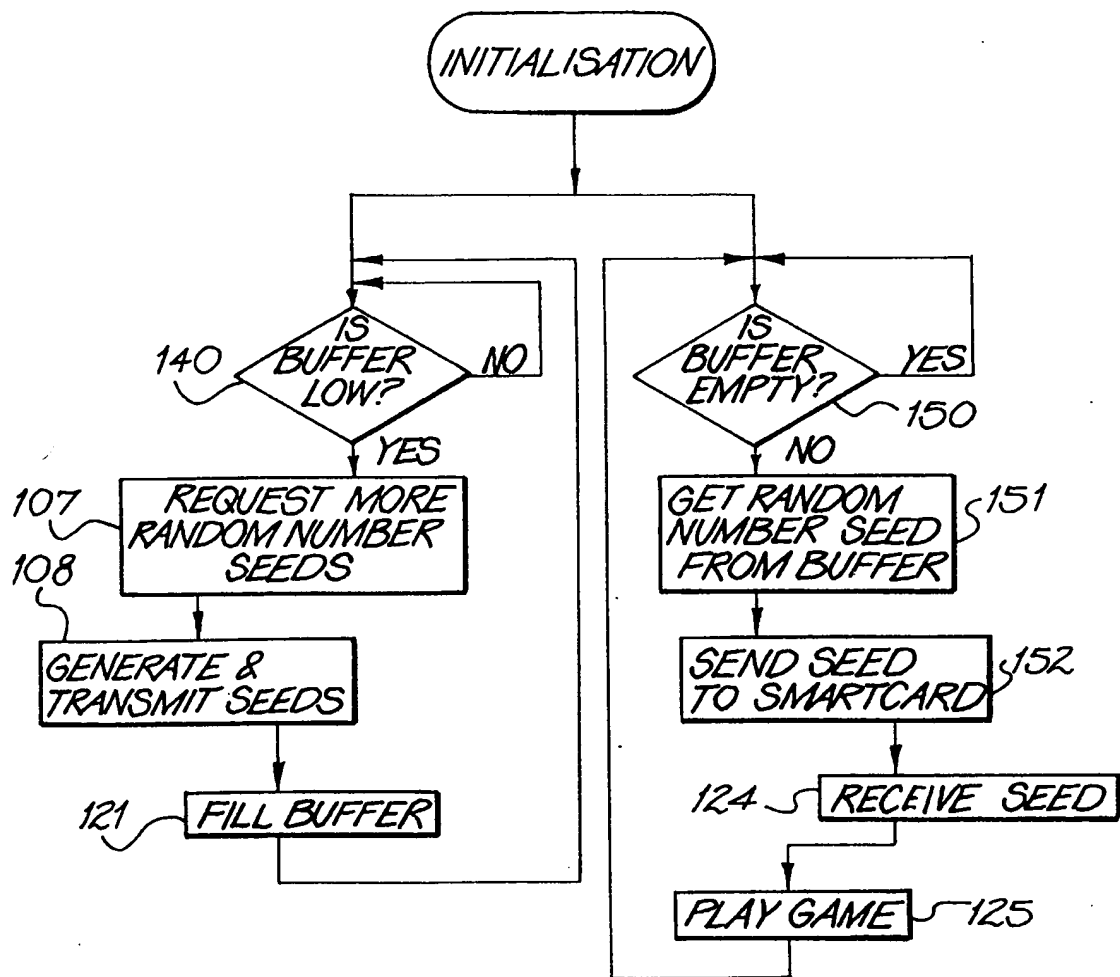 INITIALISATION
IS
BUFFER
LOW?
140
NO
YES
107
REQUEST MORE
RANDOM NUMBER
SEEDS
108
GENERATE &
TRANSMIT SEEDS
121
FILL BUFFER
IS
BUFFER
EMPTY?
YES
150
NO
GET RANDOM
NUMBER SEED
FROM BUFFER
151
SEND SEED
TO SMARTCARD
152
124
RECEIVE SEED
PLAY GAME
125